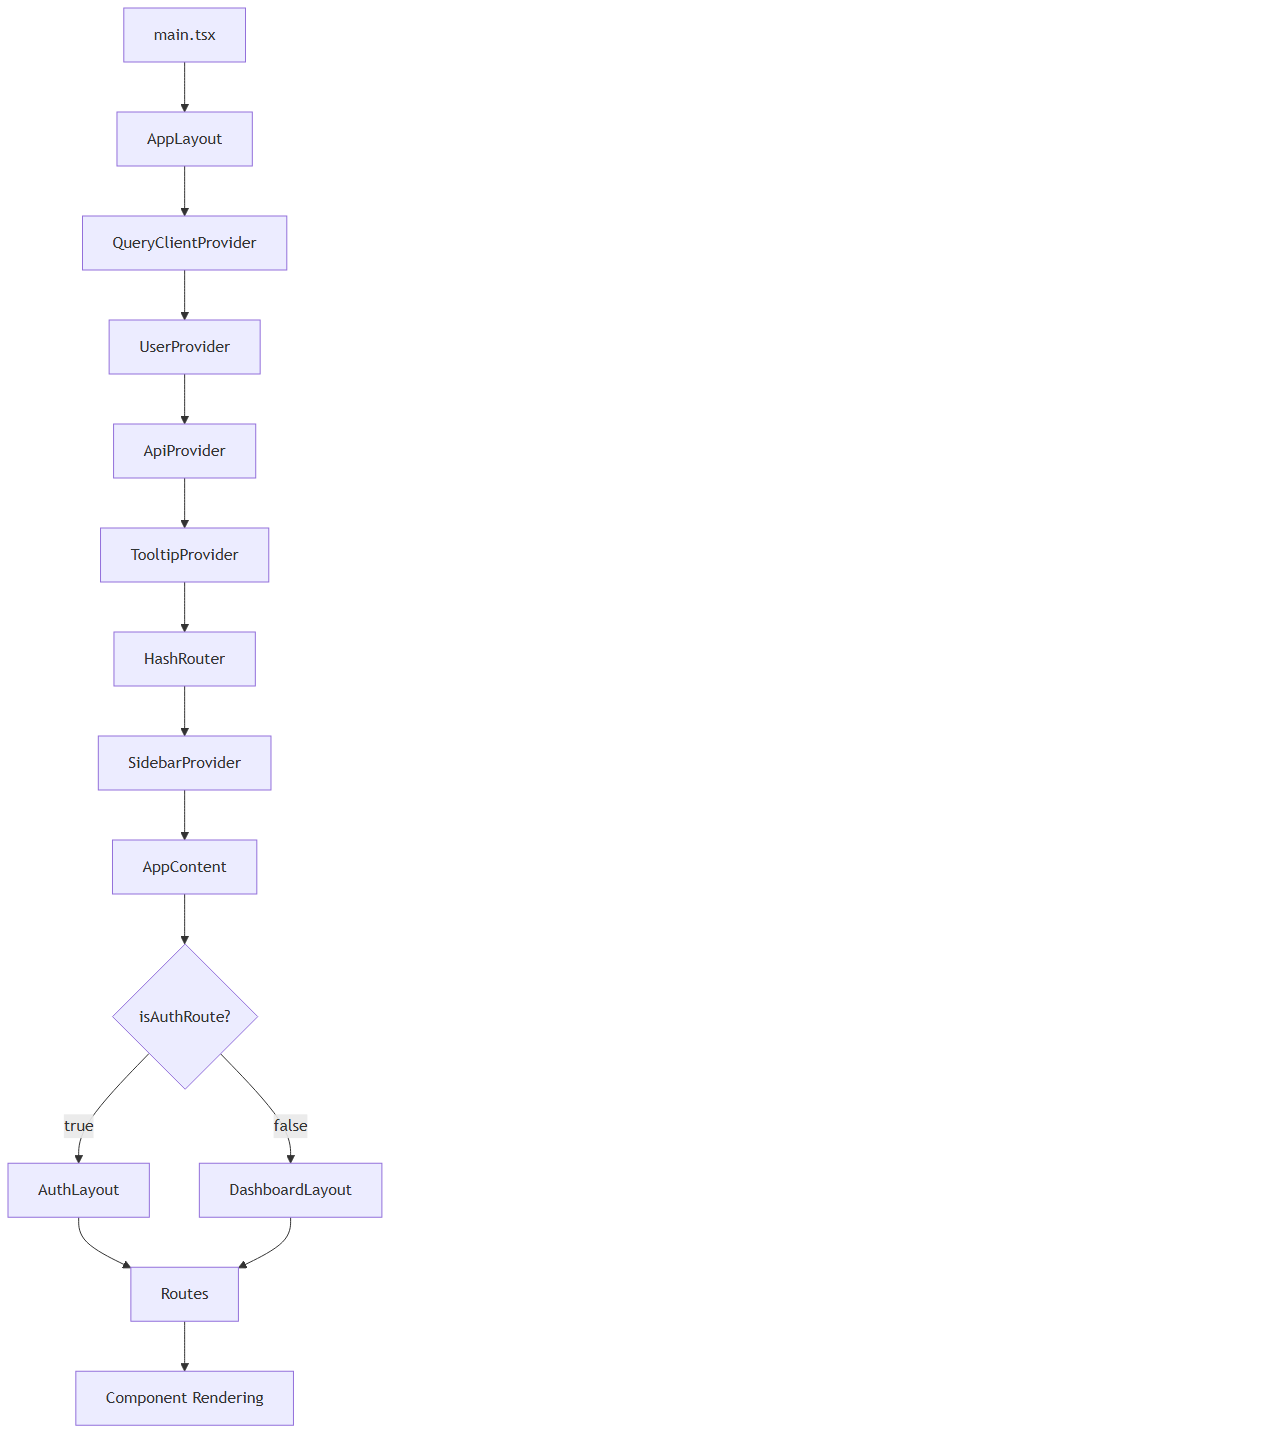 main.tsx
AppLayout
QueryClientProvider
UserProvider
ApiProvider
TooltipProvider
HashRouter
SidebarProvider
AppContent
isAuthRoute?
true
false
AuthLayout
DashboardLayout
Routes
Component Rendering